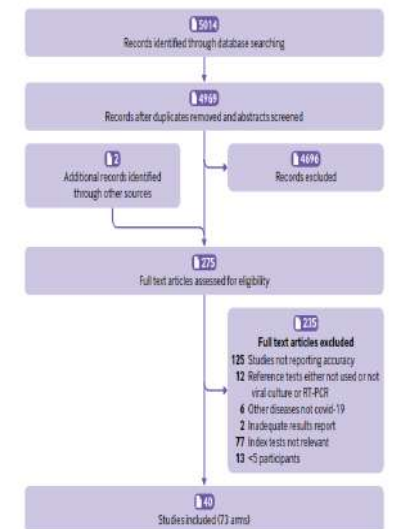 5014
Records identified through database searching
4969
Records after duplicates removed and abstracts screened
2
Additional records identified
through other sources
4696
Records excluded
275
Full text articles assessed for eligibility
235
Full text articles excluded
125 Studies not reporting accuracy
12 Reference tests either not used or not
viral culture or RT-PCR
6 Other diseases not covid-19
2 Inadequate results report
77 Index tests not relevant
13 <5 participants
40
Studies included (73 arms)